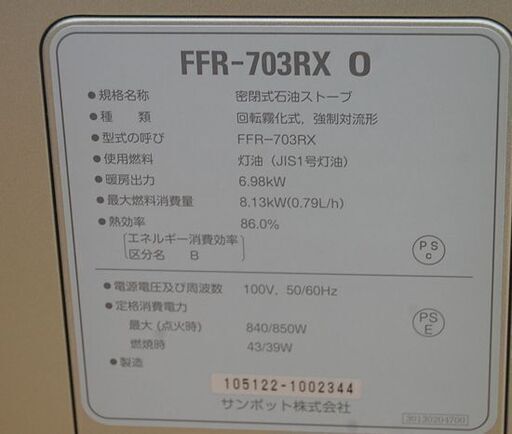 FFR-703RX O
●規格名称 密閉式石油ストーブ
●種類 回転霧化式,強制対流形
●型式の呼び FFR-703RX
●使用燃料 灯油(JIS1号灯油)
●暖房出力 6.98kW
●最大燃料消費量 8.13kW(0.79L/h)
●熱効率 86.0%
[エネルギー消費効率]
区分名 B
PS
C
●電源電圧及び周波数 100V, 50/60Hz
●定格消費電力
最大(点火時) 840/850W
燃焼時 43/39W
PS
E
●製造
105122-1002344
サンポット株式会社
30130204700